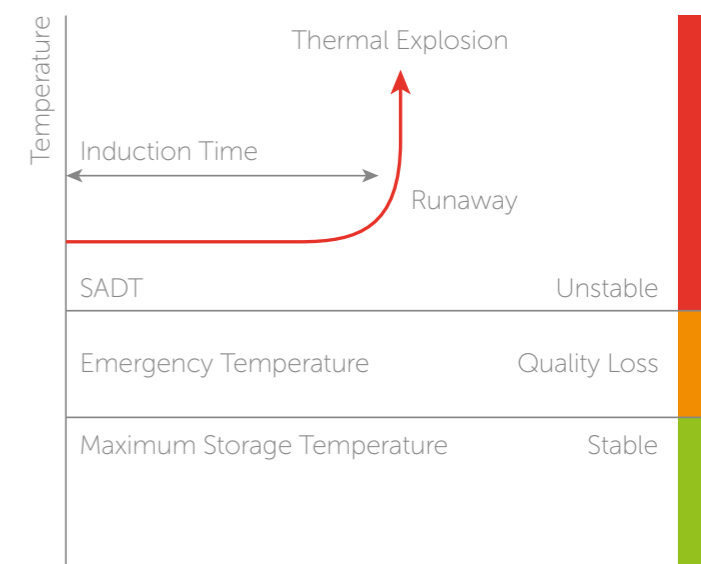 Temperature
Thermal Explosion
Induction Time
Runaway
SADT
Unstable
Emergency Temperature
Quality Loss
Maximum Storage Temperature
Stable